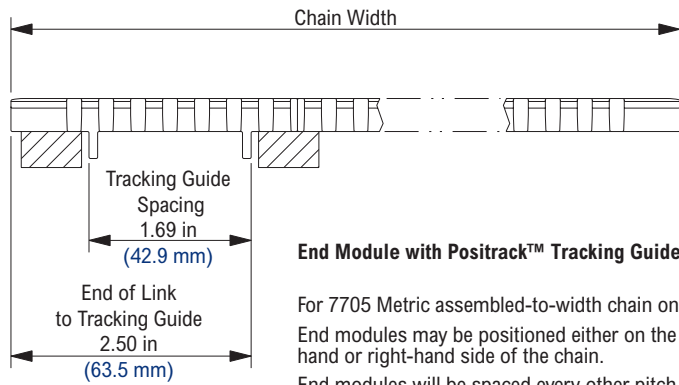 Chain Width
Tracking Guide
Spacing
1.69 in
(42.9 mm)
End of Link
to Tracking Guide
2.50 in
(63.5 mm)
End Module with Positrack™ Tracking Guide
For 7705 Metric assembled-to-width chain on
End modules may be positioned either on the
hand or right-hand side of the chain.
End modules will be spaced every other pitch